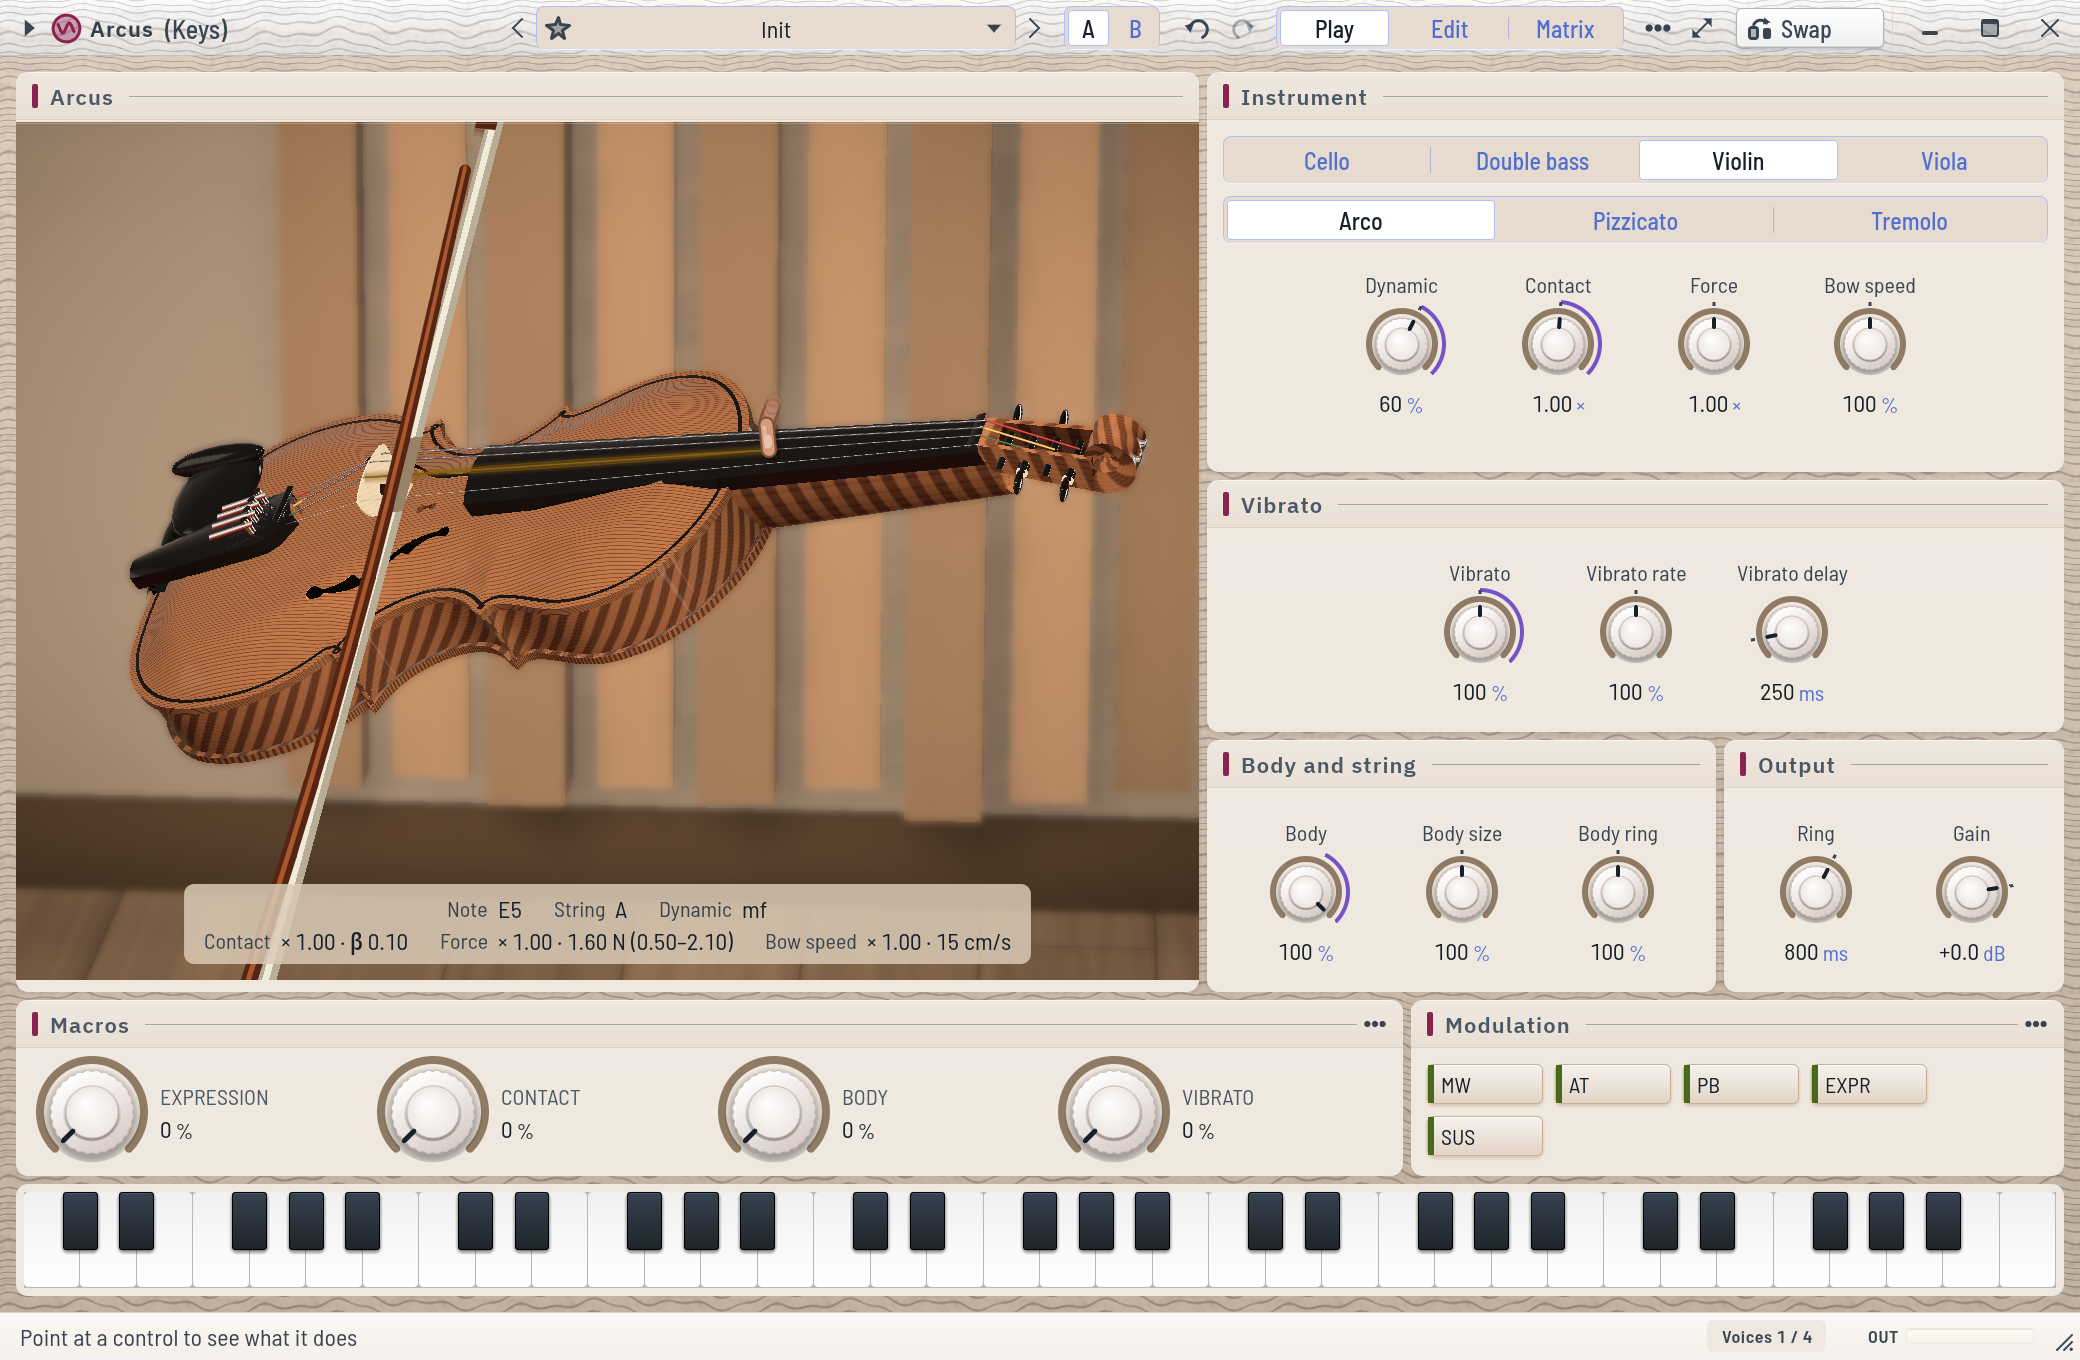 Arcus (Keys)
Init
A B
Play Edit Matrix
Swap
Arcus
Instrument
Cello Double bass Violin Viola
Arco Pizzicato Tremolo
Dynamic Contact Force Bow speed
60 % 1.00 × 1.00 × 100 %
Vibrato
Vibrato Vibrato rate Vibrato delay
100 % 100 % 250 ms
Body and string
Output
Body Body size Body ring
Ring Gain
100 % 100 % 100 %
800 ms +0.0 dB
Note E5 String A Dynamic mf
Contact × 1.00 · β 0.10 Force × 1.00 · 1.60 N (0.50–2.10) Bow speed × 1.00 · 15 cm/s
Macros
EXPRESSION
0 %
CONTACT
0 %
BODY
0 %
VIBRATO
0 %
Modulation
MW AT PB EXPR
SUS
Point at a control to see what it does
Voices 1 / 4
OUT